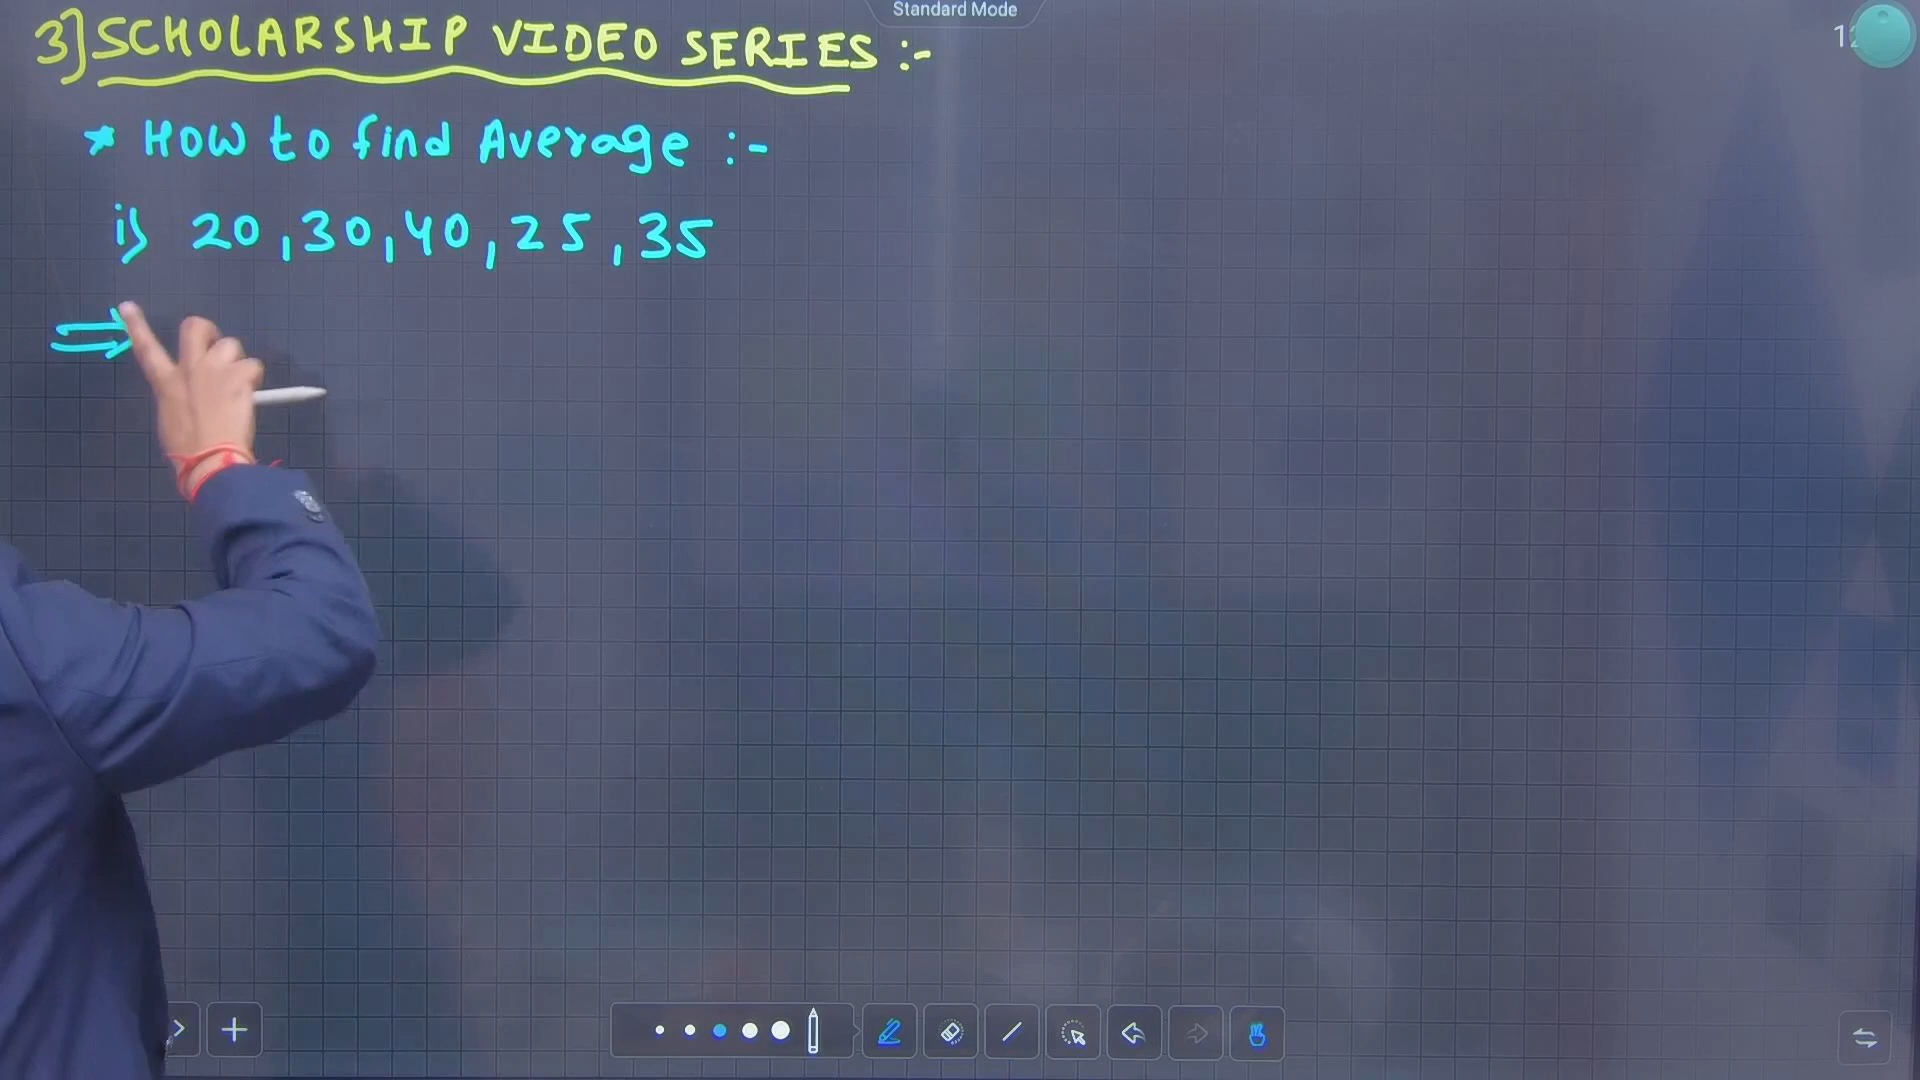 Standard Mode
3] SCHOLARSHIP VIDEO SERIES :-
* HOW to find Average :-
i) 20, 30, 40, 25, 35
⇒